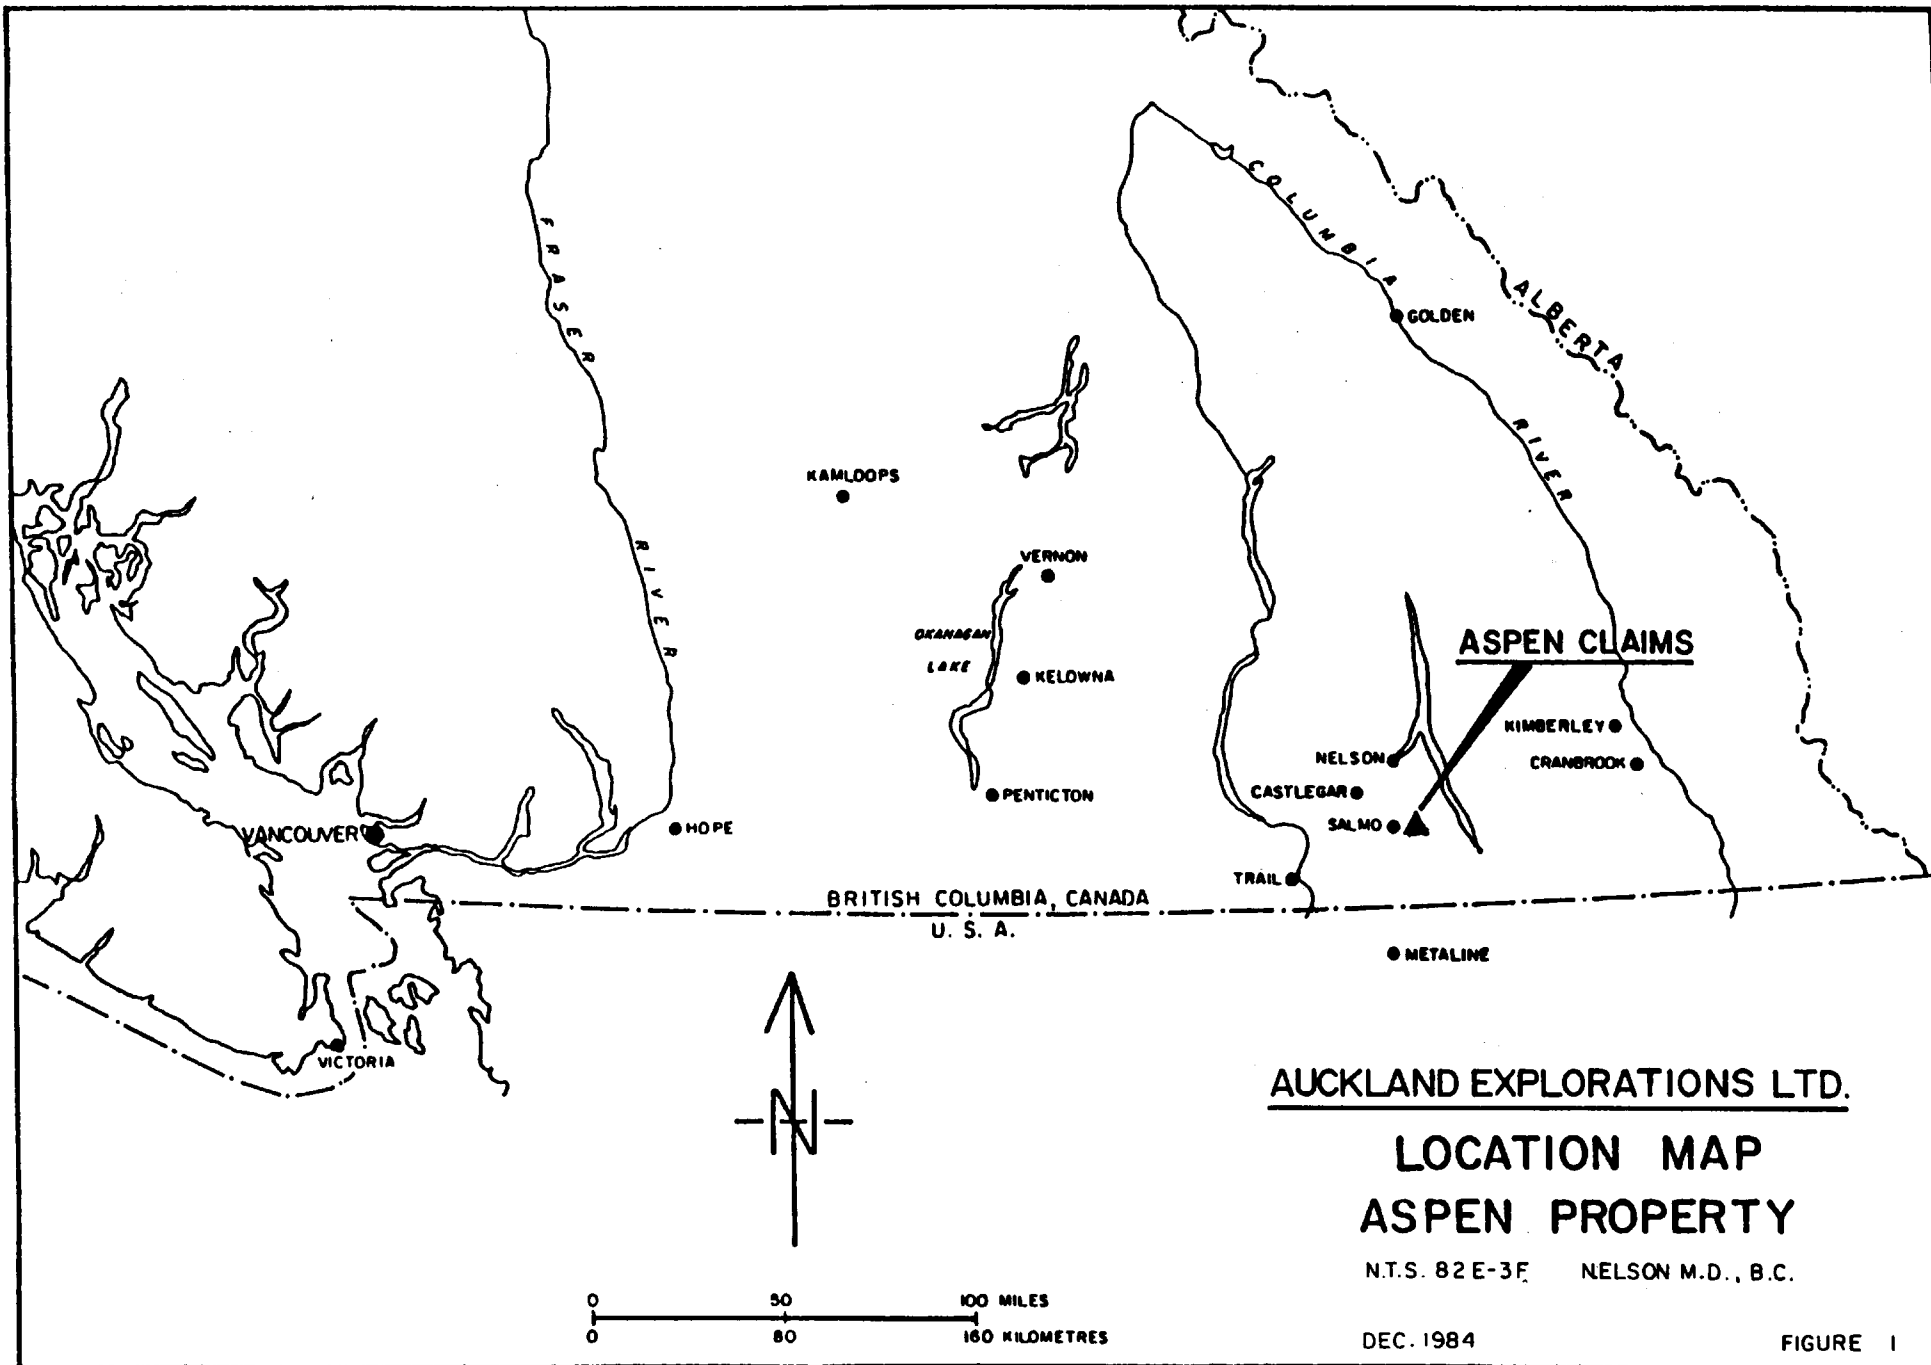 COLUMBIA
RIVER
FRASER
RIVER
ALBERTA
GOLDEN
KAMLOOPS
VERNON
OKANAGAN
LAKE
KELOWNA
ASPEN CLAIMS
KIMBERLEY
NELSON
CRANBROOK
CASTLEGAR
PENTICTON
SALMO
VANCOUVER
HOPE
TRAIL
BRITISH COLUMBIA, CANADA
U. S. A.
METALINE
VICTORIA
N
AUCKLAND EXPLORATIONS LTD.
LOCATION MAP
ASPEN PROPERTY
N.T.S. 82 E-3F NELSON M.D., B.C.
0 50 100 MILES
0 80 160 KILOMETRES
DEC. 1984
FIGURE 1